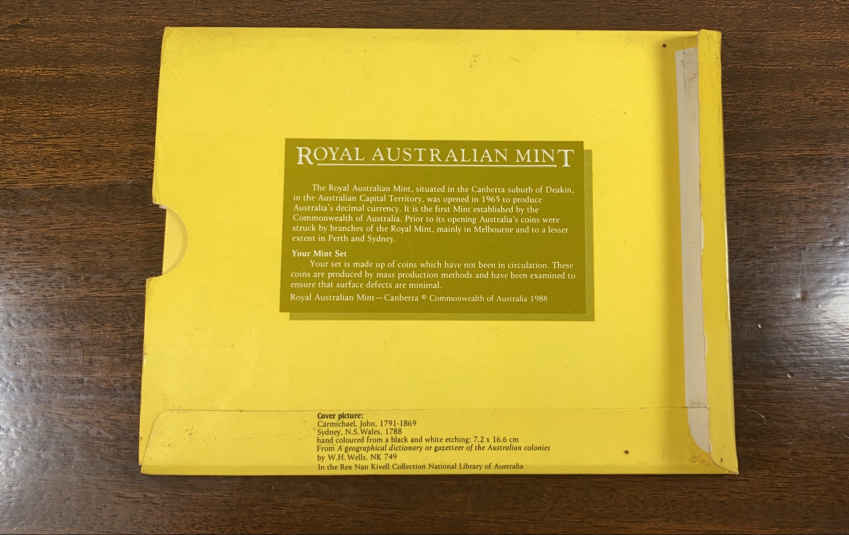 ROYAL AUSTRALIAN MINT
The Royal Australian Mint, situated in the Canberra suburb of Deakin,
in the Australian Capital Territory, was opened in 1965 to produce
Australia's decimal currency. It is the first Mint established by the
Commonwealth of Australia. Prior to its opening Australia's coins were
struck by branches of the Royal Mint, mainly in Melbourne and to a lesser
extent in Perth and Sydney.
Your Mint Set
Your set is made up of coins which have not been in circulation. These
coins are produced by mass production methods and have been examined to
ensure that surface defects are minimal.
Royal Australian Mint—Canberra © Commonwealth of Australia 1988
Cover picture:
Carmichael, John, 1791-1869
Sydney, N.S. Wales, 1788
hand coloured from a black and white etching: 7.2 x 16.6 cm
From A geographical dictionary or gazetteer of the Australian colonies
by W.H. Wells. NK 749
In the Rex Nan Kivell Collection National Library of Australia